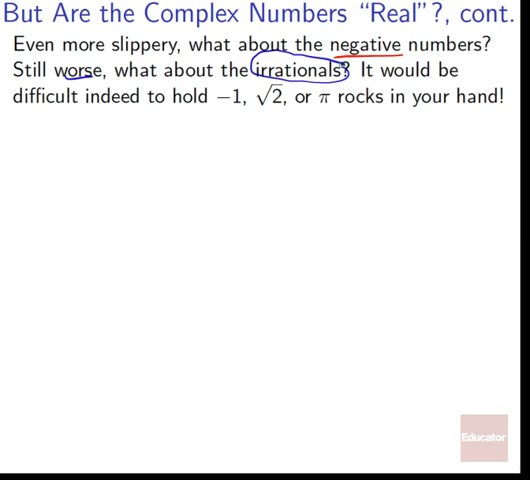 But Are the Complex Numbers “Real”?, cont.
Even more slippery, what about the negative numbers?
Still worse, what about the irrationals? It would be
difficult indeed to hold −1, √2, or π rocks in your hand!
Educator